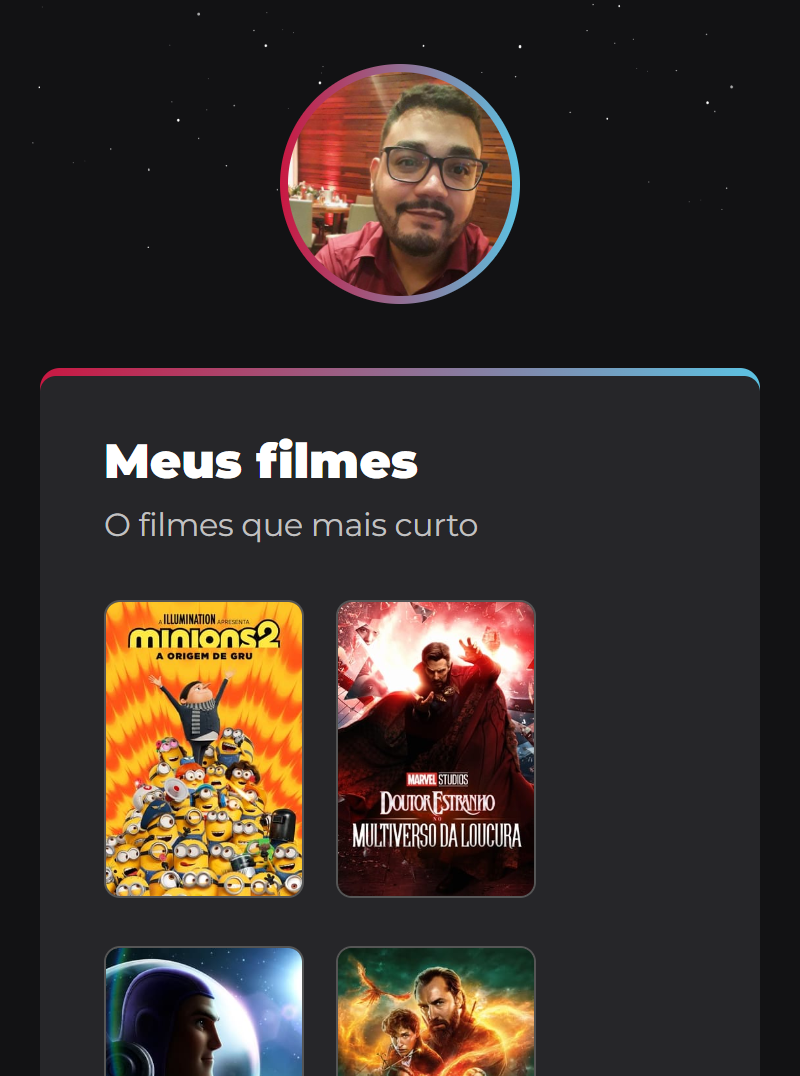 Meus filmes
O filmes que mais curto
A ILLUMINATION APRESENTA
minions2
A ORIGEM DE GRU
MARVEL STUDIOS
DOUTOR ESTRANHO
NO
MULTIVERSO DA LOUCURA